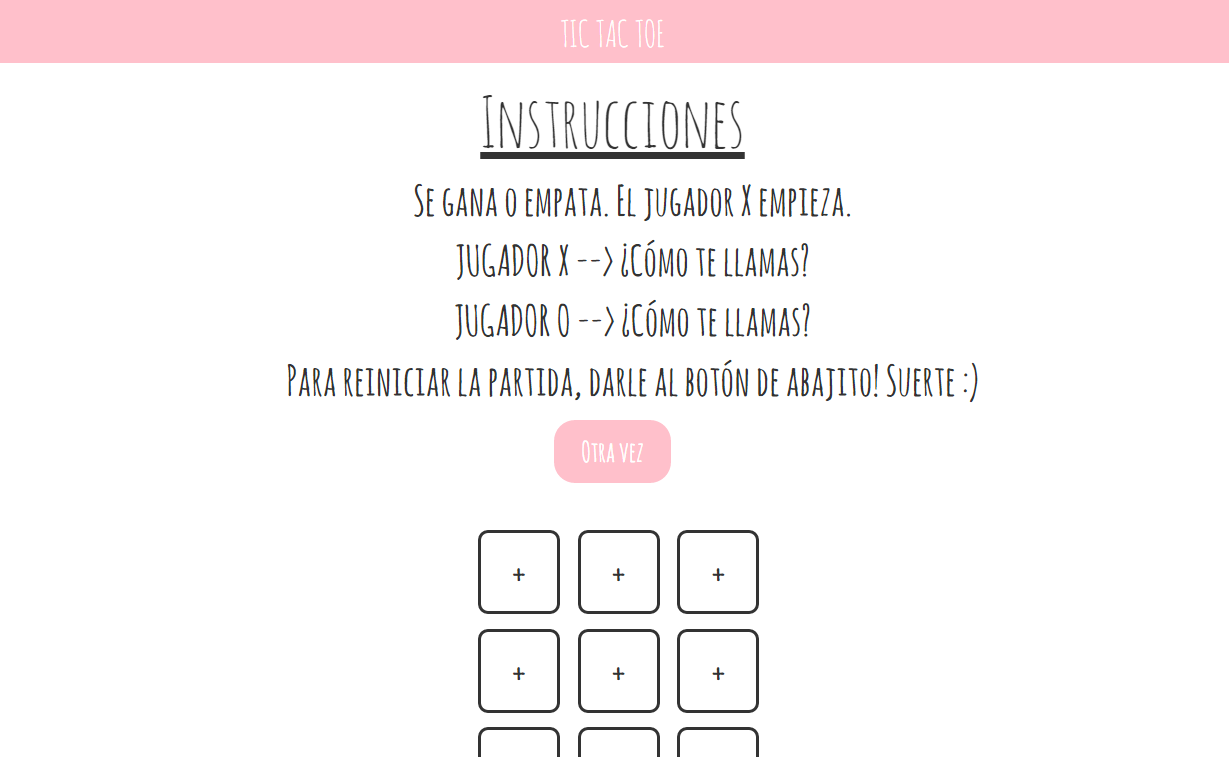 TIC TAC TOE
Instrucciones
Se gana o empata. El jugador X empieza.
JUGADOR X --> ¿Cómo te llamas?
JUGADOR O --> ¿Cómo te llamas?
Para reiniciar la partida, darle al botón de abajito! Suerte :)
Otra vez
+ + +
+ + +